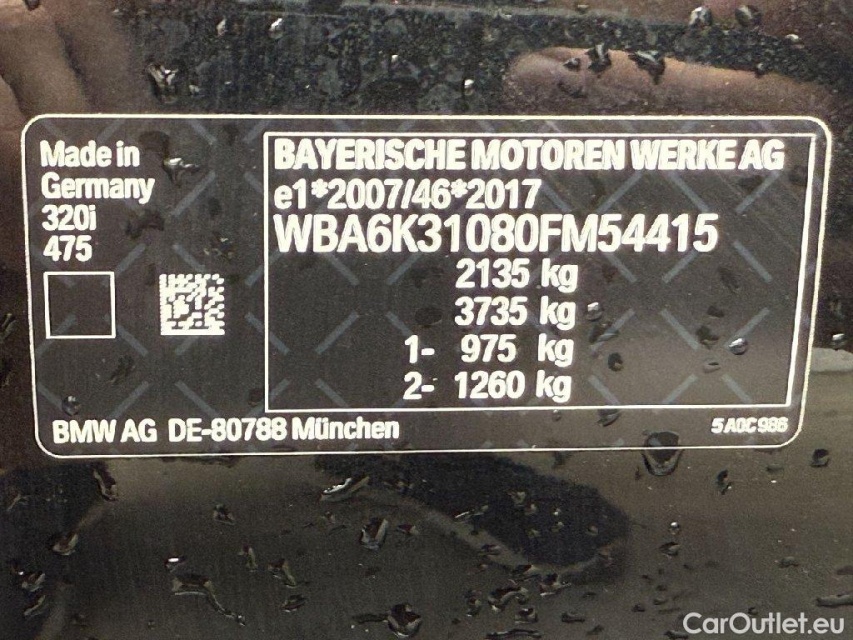 Made in
Germany
320i
475
BAYERISCHE MOTOREN WERKE AG
e1*2007/46*2017
WBA6K31080FM54415
2135 kg
3735 kg
1- 975 kg
2- 1260 kg
BMW AG DE-80788 München
5A0C986
CarOutlet.eu